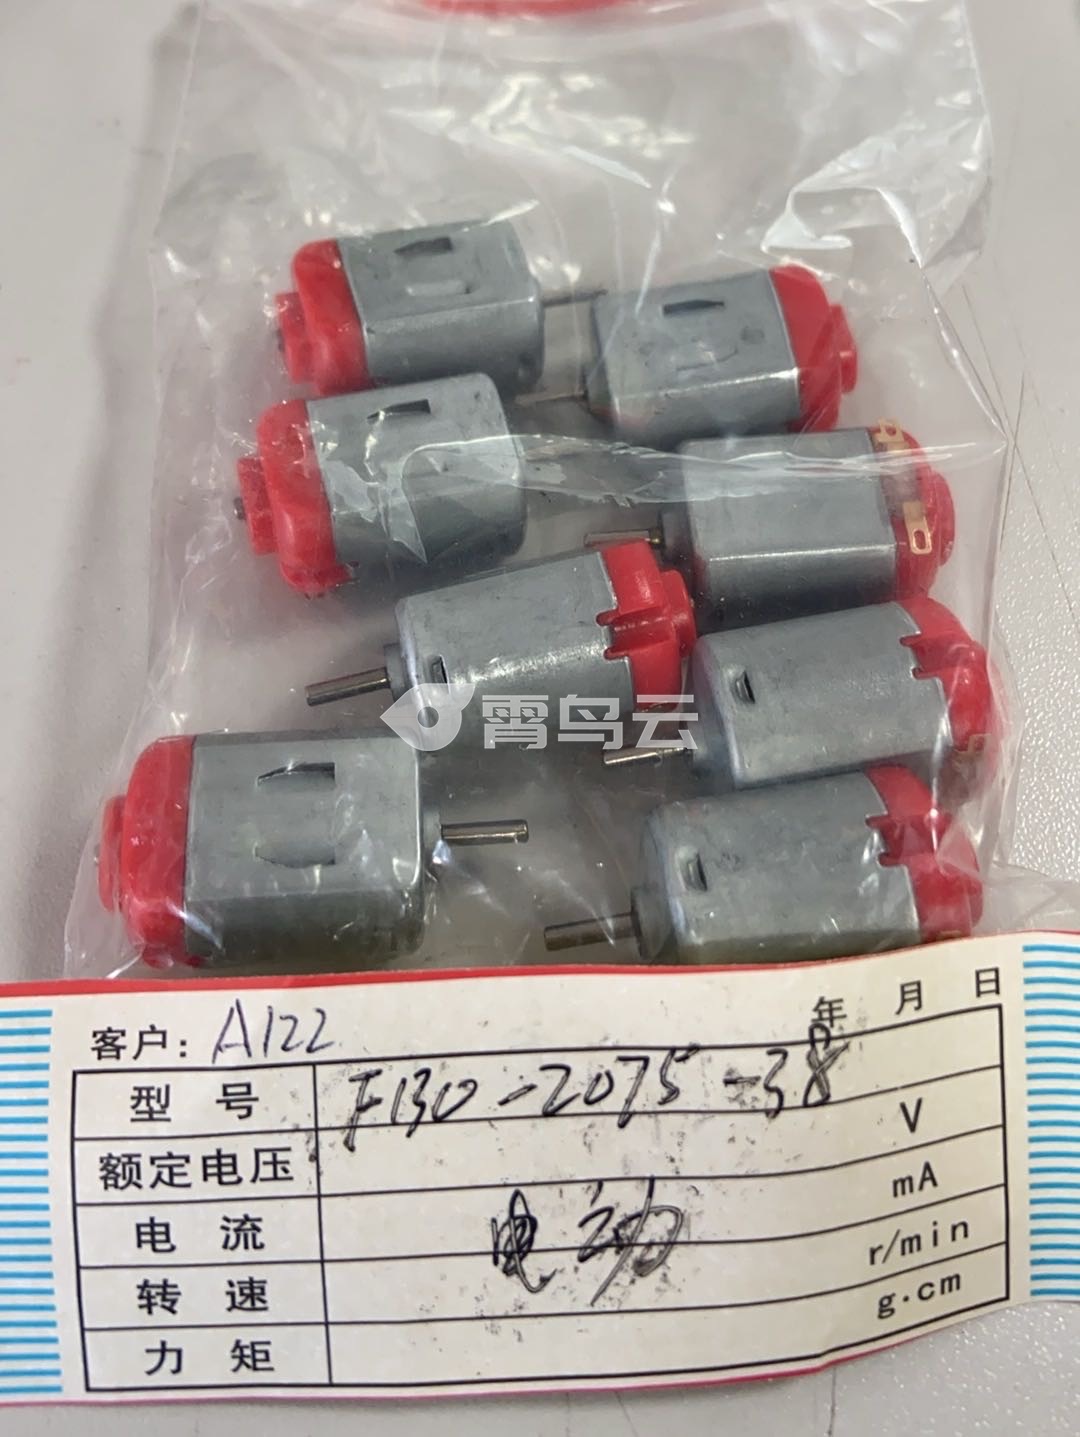 霄鸟云
客户: A122 年 月 日
型号 F130-2075-38
额定电压 V
电流 mA
电动
转速 r/min
力矩 g.cm